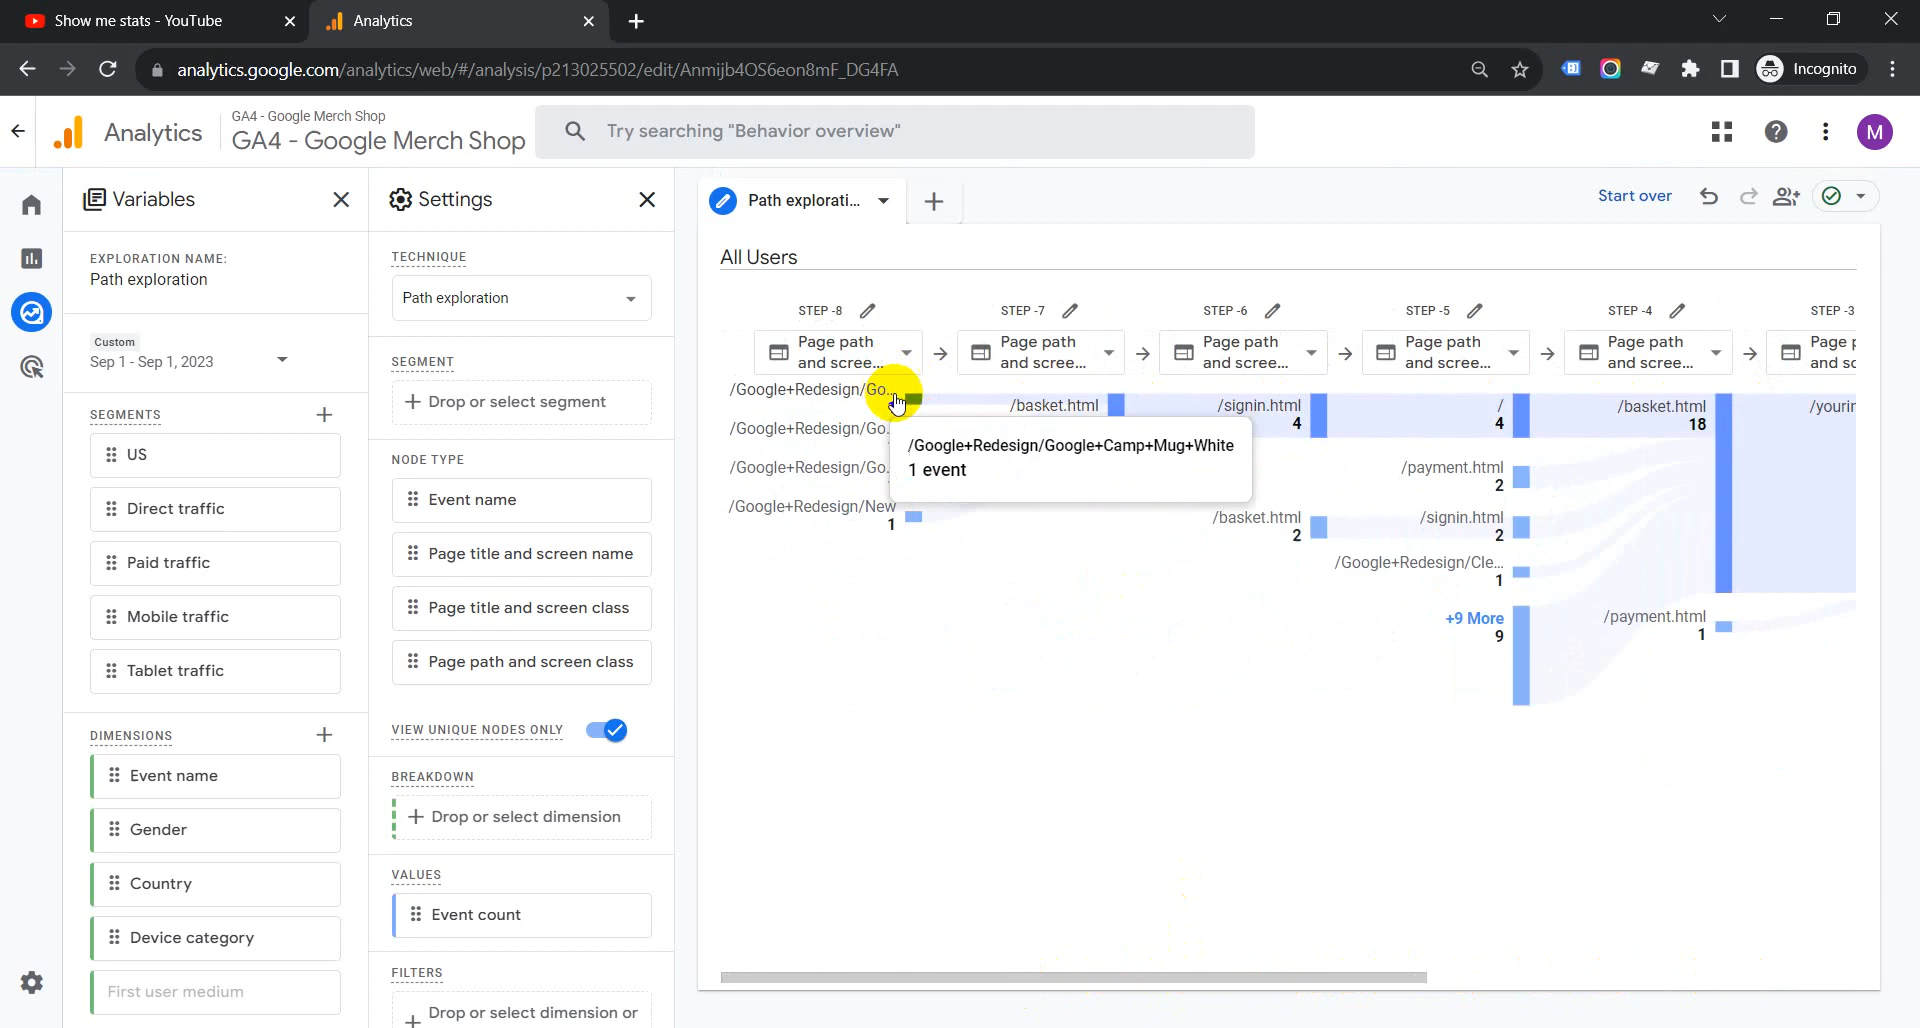 Show me stats - YouTube
Analytics
analytics.google.com/analytics/web/#/analysis/p213025502/edit/Anmijb4OS6eon8mF_DG4FA
Incognito
Analytics
GA4 - Google Merch Shop
GA4 - Google Merch Shop
Try searching "Behavior overview"
M
Variables
EXPLORATION NAME:
Path exploration
Custom
Sep 1 - Sep 1, 2023
SEGMENTS
US
Direct traffic
Paid traffic
Mobile traffic
Tablet traffic
DIMENSIONS
Event name
Gender
Country
Device category
First user medium
Settings
TECHNIQUE
Path exploration
SEGMENT
Drop or select segment
NODE TYPE
Event name
Page title and screen name
Page title and screen class
Page path and screen class
VIEW UNIQUE NODES ONLY
BREAKDOWN
Drop or select dimension
VALUES
Event count
FILTERS
Drop or select dimension or
Path explorati...
Start over
All Users
STEP -8
STEP -7
STEP -6
STEP -5
STEP -4
STEP -3
Page path
and scree...
Page path
and scree...
Page path
and scree...
Page path
and scree...
Page path
and scree...
Page p
and sc
/Google+Redesign/Go...
/Google+Redesign/Go.
/Google+Redesign/Go.
/Google+Redesign/New
1
/basket.html
/Google+Redesign/Google+Camp+Mug+White
1 event
/signin.html
4
/basket.html
2
/
4
/payment.html
2
/signin.html
2
/Google+Redesign/Cle...
1
+9 More
9
/basket.html
18
/payment.html
1
/yourin